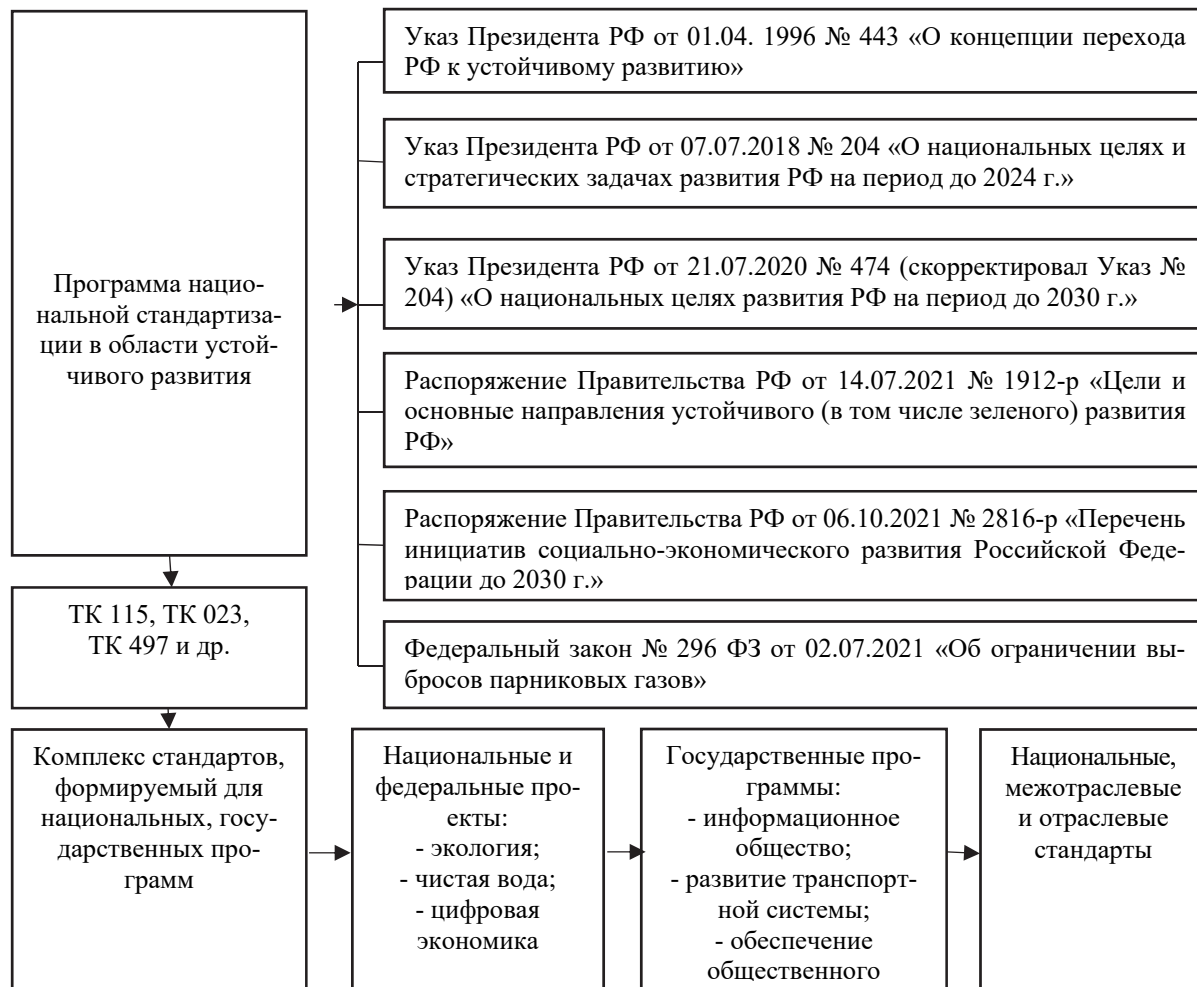 Программа нацио-
нальной стандартиза-
ции в области устой-
чивого развития
Указ Президента РФ от 01.04. 1996 № 443 «О концепции перехода
РФ к устойчивому развитию»
Указ Президента РФ от 07.07.2018 № 204 «О национальных целях и
стратегических задачах развития РФ на период до 2024 г.»
Указ Президента РФ от 21.07.2020 № 474 (скорректировал Указ №
204) «О национальных целях развития РФ на период до 2030 г.»
Распоряжение Правительства РФ от 14.07.2021 № 1912-р «Цели и
основные направления устойчивого (в том числе зеленого) развития
РФ»
Распоряжение Правительства РФ от 06.10.2021 № 2816-р «Перечень
инициатив социально-экономического развития Российской Феде-
рации до 2030 г.»
Федеральный закон № 296 ФЗ от 02.07.2021 «Об ограничении вы-
бросов парниковых газов»
ТК 115, ТК 023,
ТК 497 и др.
Комплекс стандартов,
формируемый для
национальных, госу-
дарственных про-
грамм
Национальные и
федеральные про-
екты:
- экология;
- чистая вода;
- цифровая
экономика
Государственные про-
граммы:
- информационное
общество;
- развитие транспорт-
ной системы;
- обеспечение
общественного
Национальные,
межотраслевые
и отраслевые
стандарты